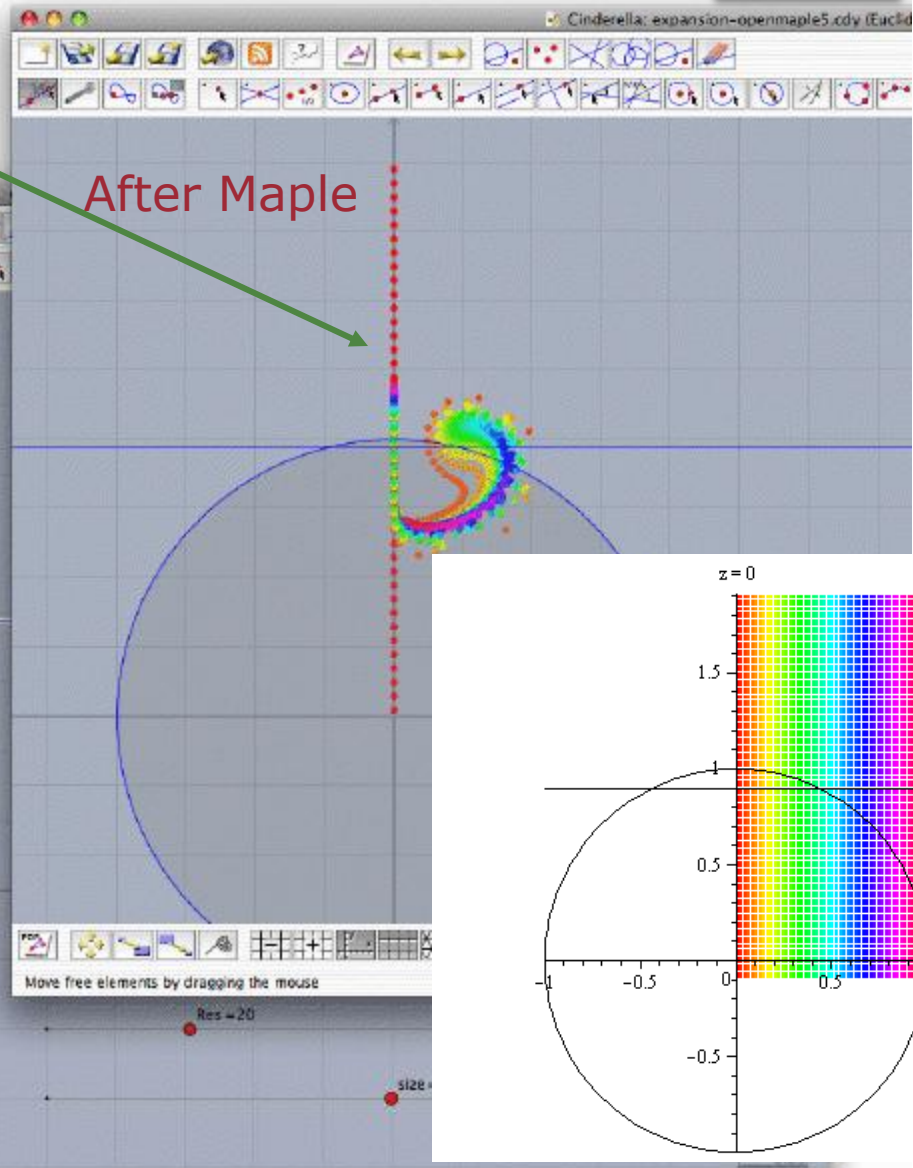 Cinderella: expansion-openmaple5.cdy (Euclid
After Maple
z = 0
1.5
1
0.5
-1
-0.5
0
0.5
-0.5
Move free elements by dragging the mouse
Res =20
size =